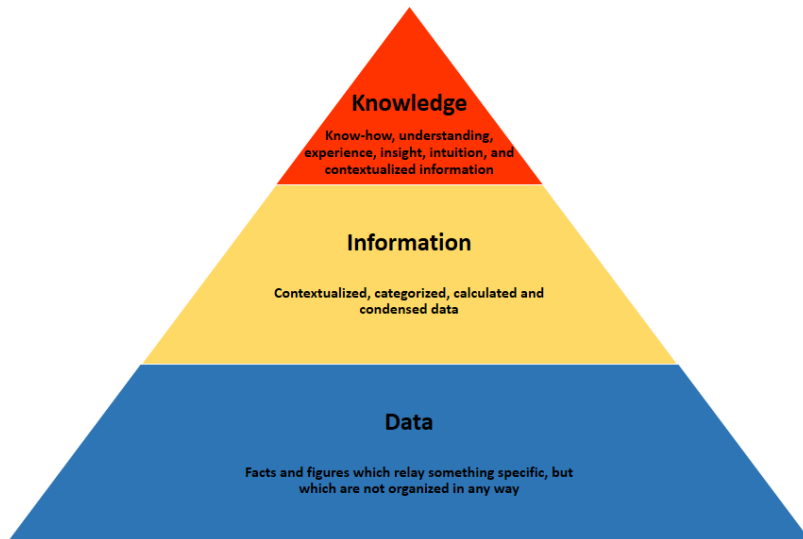 Knowledge
Know-how, understanding,
experience, insight, intuition, and
contextualized information
Information
Contextualized, categorized, calculated and
condensed data
Data
Facts and figures which relay something specific, but
which are not organized in any way